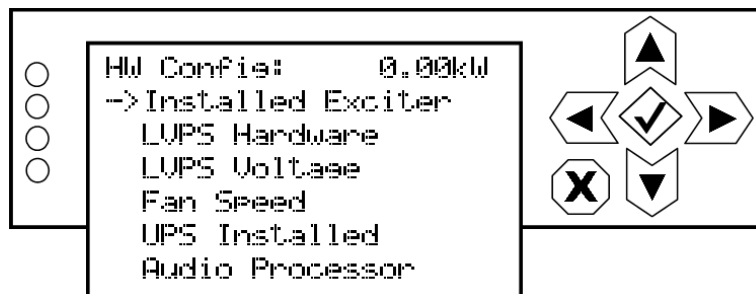 HW Config: 0.00kW
->Installed Exciter
LVPS Hardware
LVPS Voltage
Fan Speed
UPS Installed
Audio Processor
X